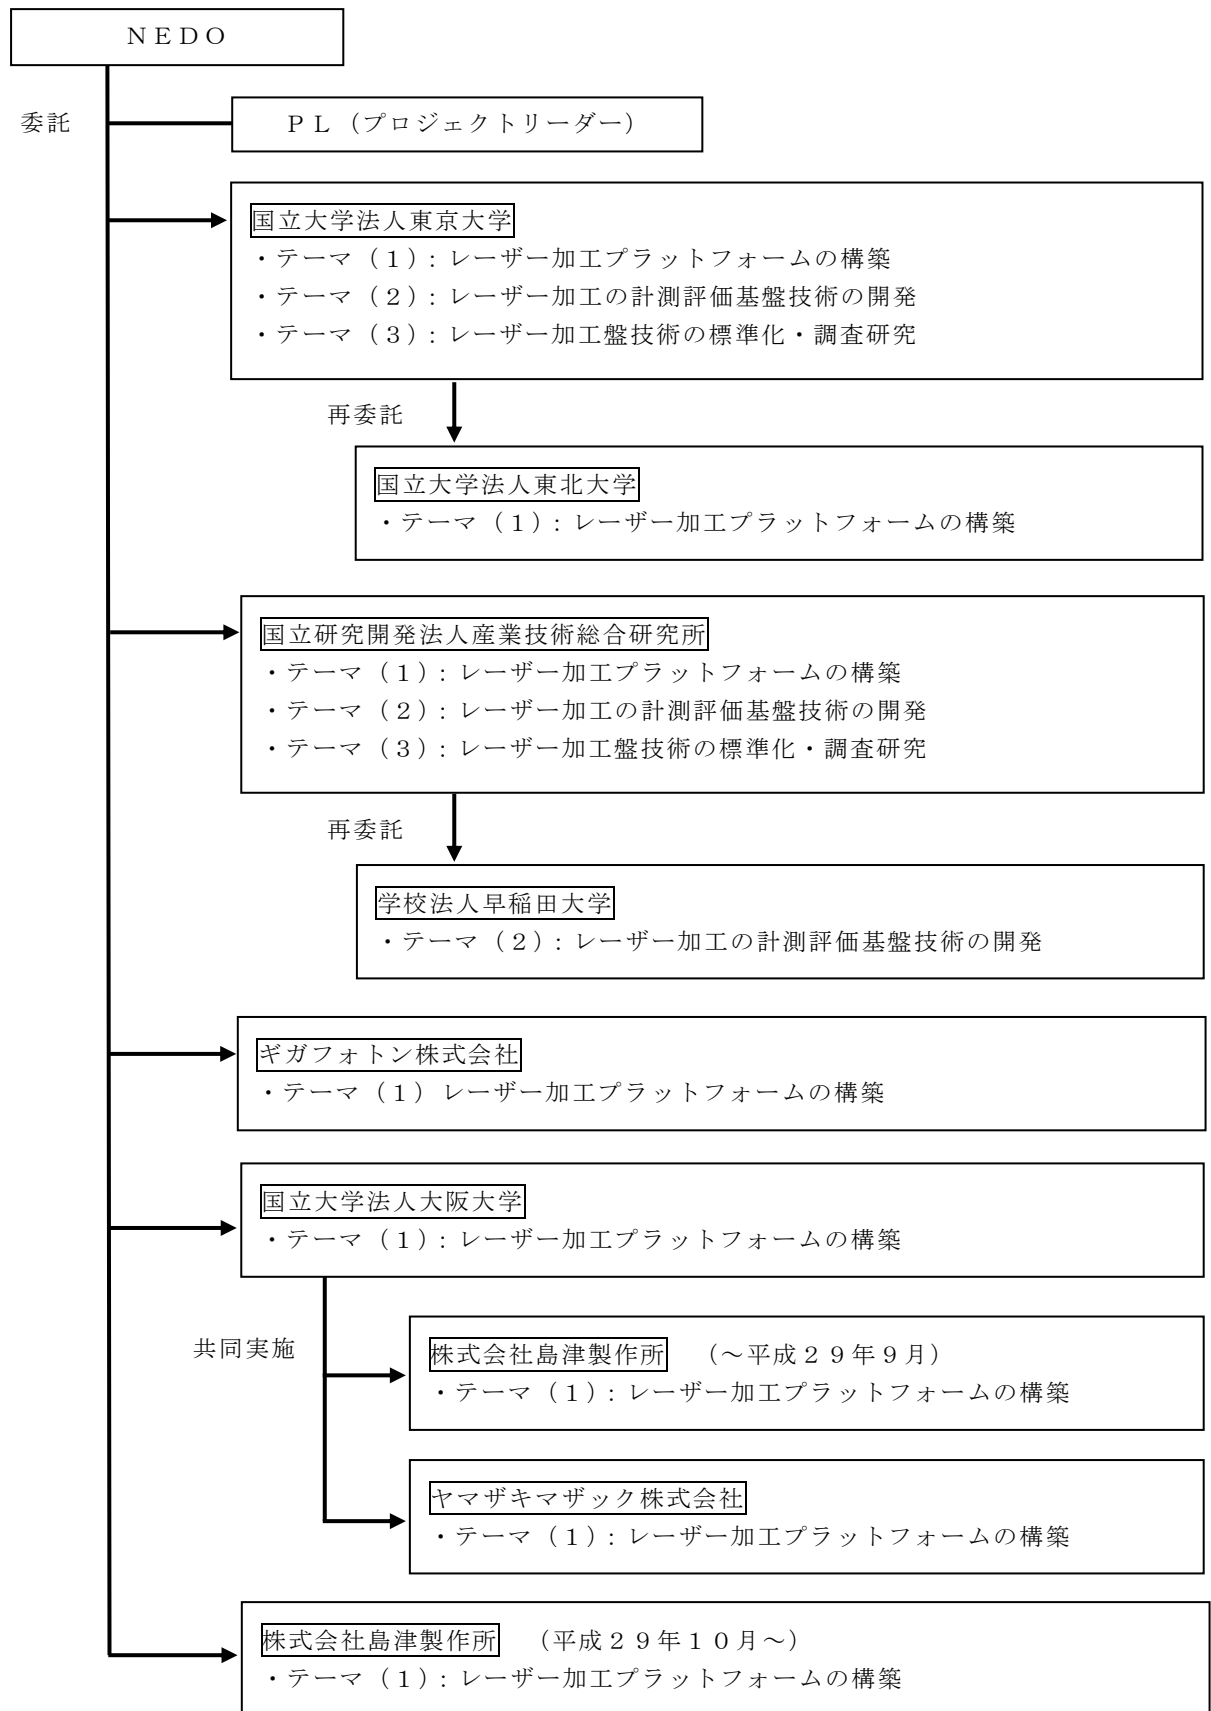 ＮＥＤＯ
委託
ＰＬ（プロジェクトリーダー）
国立大学法人東京大学
・テーマ（１）：レーザー加工プラットフォームの構築
・テーマ（２）：レーザー加工の計測評価基盤技術の開発
・テーマ（３）：レーザー加工盤技術の標準化・調査研究
再委託
国立大学法人東北大学
・テーマ（１）：レーザー加工プラットフォームの構築
国立研究開発法人産業技術総合研究所
・テーマ（１）：レーザー加工プラットフォームの構築
・テーマ（２）：レーザー加工の計測評価基盤技術の開発
・テーマ（３）：レーザー加工盤技術の標準化・調査研究
再委託
学校法人早稲田大学
・テーマ（２）：レーザー加工の計測評価基盤技術の開発
ギガフォトン株式会社
・テーマ（１）レーザー加工プラットフォームの構築
国立大学法人大阪大学
・テーマ（１）：レーザー加工プラットフォームの構築
共同実施
株式会社島津製作所　（～平成２９年９月）
・テーマ（１）：レーザー加工プラットフォームの構築
ヤマザキマザック株式会社
・テーマ（１）：レーザー加工プラットフォームの構築
株式会社島津製作所　（平成２９年１０月～）
・テーマ（１）：レーザー加工プラットフォームの構築